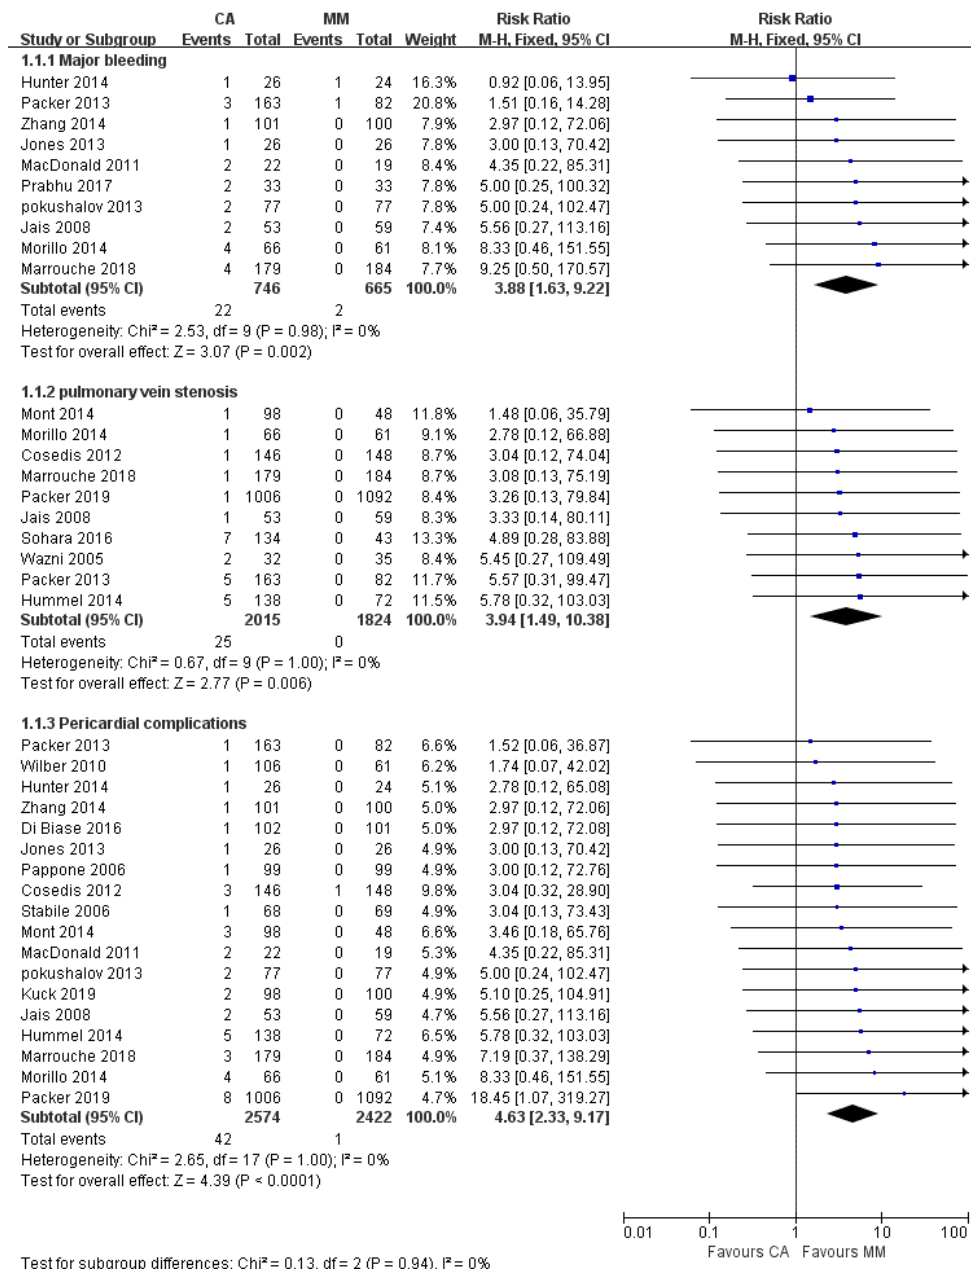 CA MM Risk Ratio Risk Ratio
Study or Subgroup Events Total Events Total Weight M-H, Fixed, 95% CI M-H, Fixed, 95% CI
1.1.1 Major bleeding
Hunter 2014 1 26 1 24 16.3% 0.92 [0.06, 13.95]
Packer 2013 3 163 1 82 20.8% 1.51 [0.16, 14.28]
Zhang 2014 1 101 0 100 7.9% 2.97 [0.12, 72.06]
Jones 2013 1 26 0 26 7.8% 3.00 [0.13, 70.42]
MacDonald 2011 2 22 0 19 8.4% 4.35 [0.22, 85.31]
Prabhu 2017 2 33 0 33 7.8% 5.00 [0.25, 100.32]
pokushalov 2013 2 77 0 77 7.8% 5.00 [0.24, 102.47]
Jais 2008 2 53 0 59 7.4% 5.56 [0.27, 113.16]
Morillo 2014 4 66 0 61 8.1% 8.33 [0.46, 151.55]
Marrouche 2018 4 179 0 184 7.7% 9.25 [0.50, 170.57]
Subtotal (95% CI) 746 665 100.0% 3.88 [1.63, 9.22]
Total events 22 2
Heterogeneity: Chi² = 2.53, df = 9 (P = 0.98); I² = 0%
Test for overall effect: Z = 3.07 (P = 0.002)
1.1.2 pulmonary vein stenosis
Mont 2014 1 98 0 48 11.8% 1.48 [0.06, 35.79]
Morillo 2014 1 66 0 61 9.1% 2.78 [0.12, 66.88]
Cosedis 2012 1 146 0 148 8.7% 3.04 [0.12, 74.04]
Marrouche 2018 1 179 0 184 8.7% 3.08 [0.13, 75.19]
Packer 2019 1 1006 0 1092 8.4% 3.26 [0.13, 79.84]
Jais 2008 1 53 0 59 8.3% 3.33 [0.14, 80.11]
Sohara 2016 7 134 0 43 13.3% 4.89 [0.28, 83.88]
Wazni 2005 2 32 0 35 8.4% 5.45 [0.27, 109.49]
Packer 2013 5 163 0 82 11.7% 5.57 [0.31, 99.47]
Hummel 2014 5 138 0 72 11.5% 5.78 [0.32, 103.03]
Subtotal (95% CI) 2015 1824 100.0% 3.94 [1.49, 10.38]
Total events 25 0
Heterogeneity: Chi² = 0.67, df = 9 (P = 1.00); I² = 0%
Test for overall effect: Z = 2.77 (P = 0.006)
1.1.3 Pericardial complications
Packer 2013 1 163 0 82 6.6% 1.52 [0.06, 36.87]
Wilber 2010 1 106 0 61 6.2% 1.74 [0.07, 42.02]
Hunter 2014 1 26 0 24 5.1% 2.78 [0.12, 65.08]
Zhang 2014 1 101 0 100 5.0% 2.97 [0.12, 72.06]
Di Biase 2016 1 102 0 101 5.0% 2.97 [0.12, 72.08]
Jones 2013 1 26 0 26 4.9% 3.00 [0.13, 70.42]
Pappone 2006 1 99 0 99 4.9% 3.00 [0.12, 72.76]
Cosedis 2012 3 146 1 148 9.8% 3.04 [0.32, 28.90]
Stabile 2006 1 68 0 69 4.9% 3.04 [0.13, 73.43]
Mont 2014 3 98 0 48 6.6% 3.46 [0.18, 65.76]
MacDonald 2011 2 22 0 19 5.3% 4.35 [0.22, 85.31]
pokushalov 2013 2 77 0 77 4.9% 5.00 [0.24, 102.47]
Kuck 2019 2 98 0 100 4.9% 5.10 [0.25, 104.91]
Jais 2008 2 53 0 59 4.7% 5.56 [0.27, 113.16]
Hummel 2014 5 138 0 72 6.5% 5.78 [0.32, 103.03]
Marrouche 2018 3 179 0 184 4.9% 7.19 [0.37, 138.29]
Morillo 2014 4 66 0 61 5.1% 8.33 [0.46, 151.55]
Packer 2019 8 1006 0 1092 4.7% 18.45 [1.07, 319.27]
Subtotal (95% CI) 2574 2422 100.0% 4.63 [2.33, 9.17]
Total events 42 1
Heterogeneity: Chi² = 2.65, df = 17 (P = 1.00); I² = 0%
Test for overall effect: Z = 4.39 (P < 0.0001)
0.01 0.1 1 10 100
Favours CA Favours MM
Test for subgroup differences: Chi² = 0.13, df = 2 (P = 0.94), I² = 0%